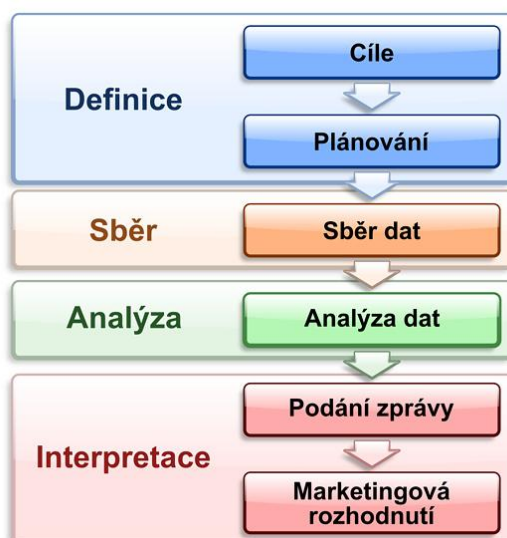 Definice
Cíle
Plánování
Sběr
Sběr dat
Analýza
Analýza dat
Interpretace
Podání zprávy
Marketingová
rozhodnutí